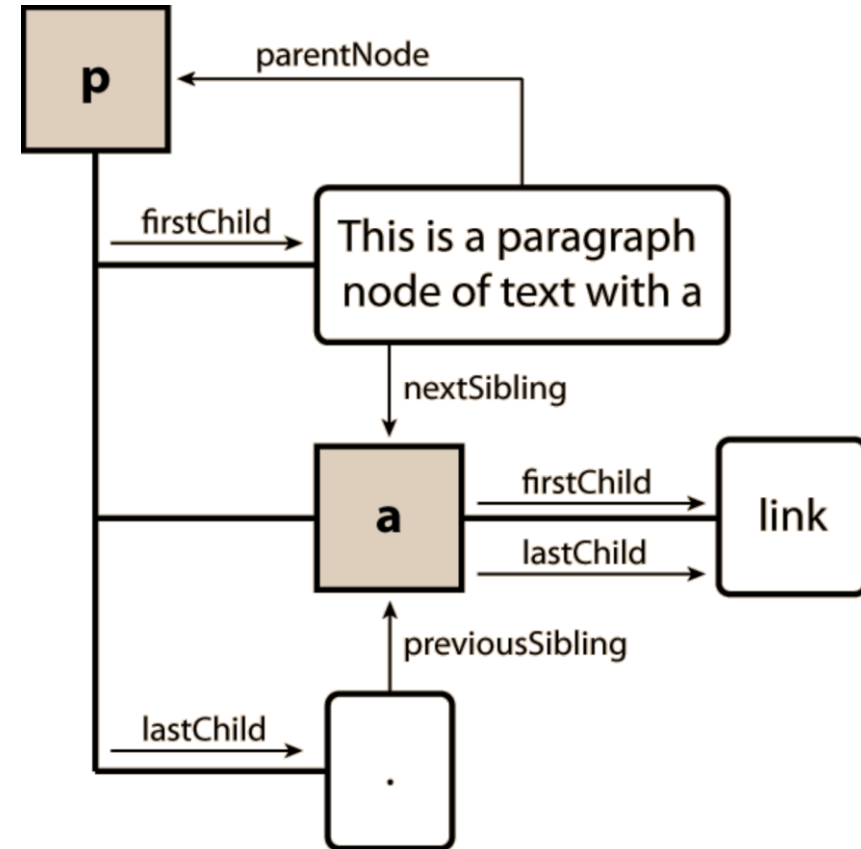 p
parentNode
firstChild
This is a paragraph
node of text with a
nextSibling
a
firstChild
link
lastChild
previousSibling
lastChild
.